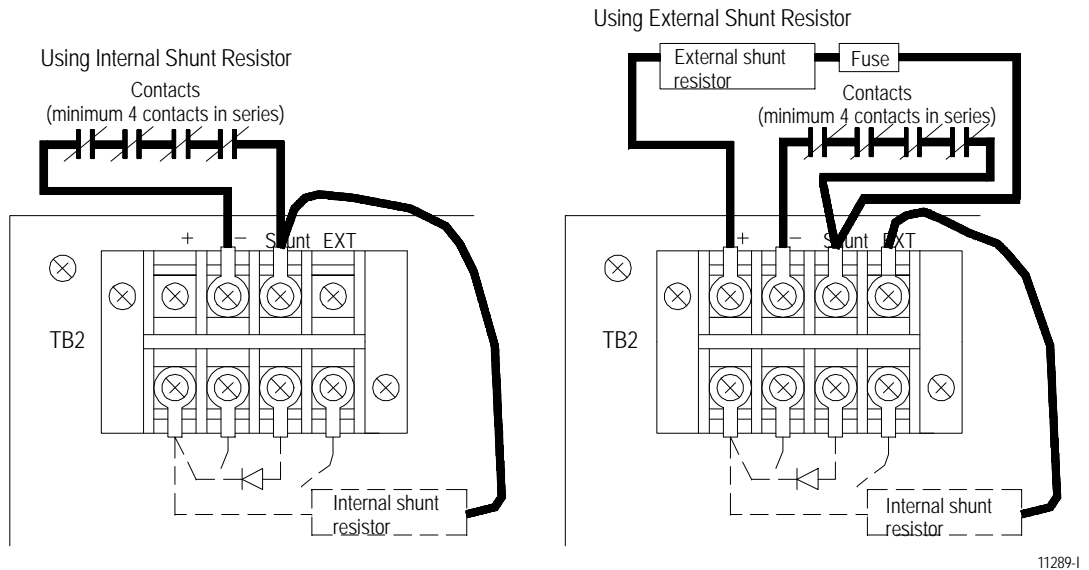 Using Internal Shunt Resistor
Contacts
(minimum 4 contacts in series)
+ – Shunt EXT
TB2
Internal shunt
resistor
Using External Shunt Resistor
External shunt
resistor
Fuse
Contacts
(minimum 4 contacts in series)
+ – Shunt EXT
TB2
Internal shunt
resistor
11289-I